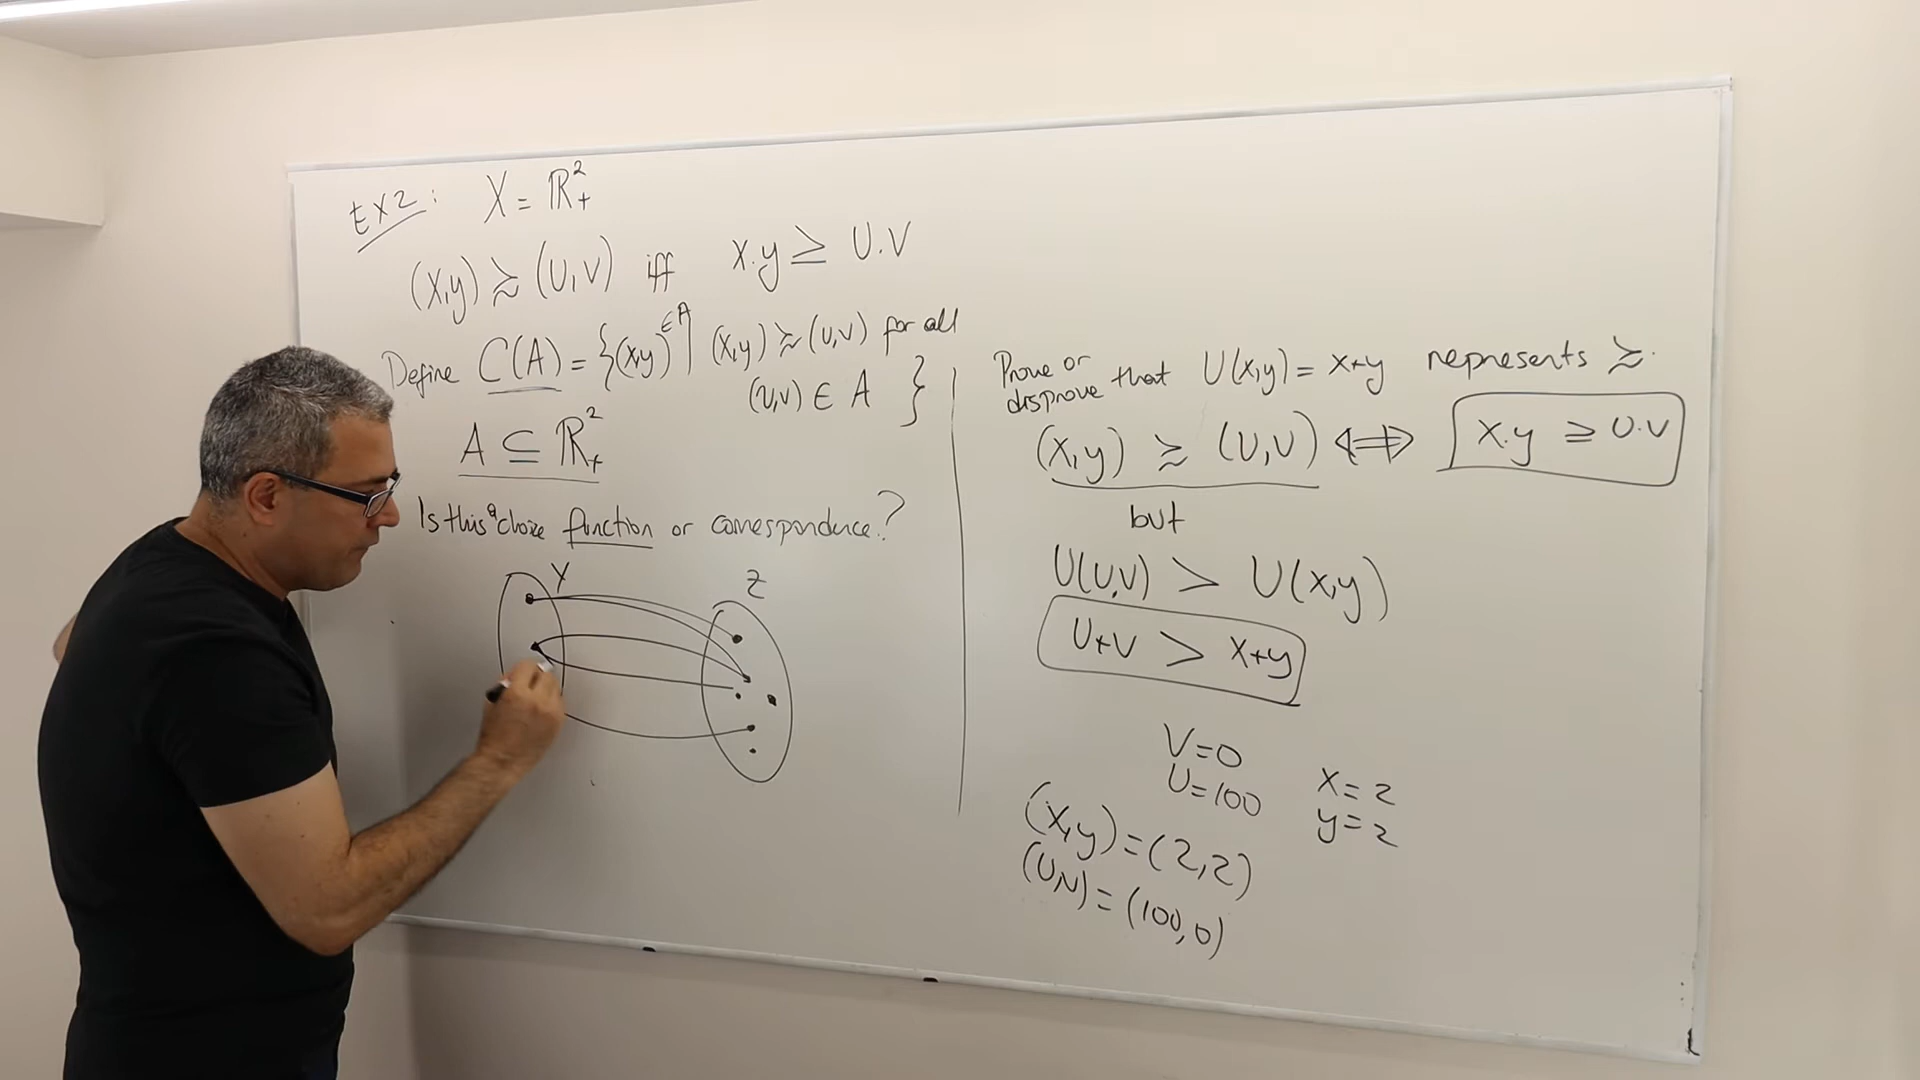 EX2: X = ℝ²₊
(x,y) ≿ (U,V) iff x.y ≥ U.V
Define C(A) = {(x,y)^∈A | (x,y) ≿ (U,V) for all
(U,V) ∈ A }
A ⊆ ℝ²₊
Is this a choice function or correspondence?
Y Z
Prove or
disprove that U(x,y) = x+y represents ≿.
(x,y) ≿ (U,V) ⟺ x.y ≥ U.V
but
U(U,V) > U(x,y)
U+V > x+y
V=0
U=100
x=2
y=2
(x,y) = (2,2)
(U,V) = (100,0)